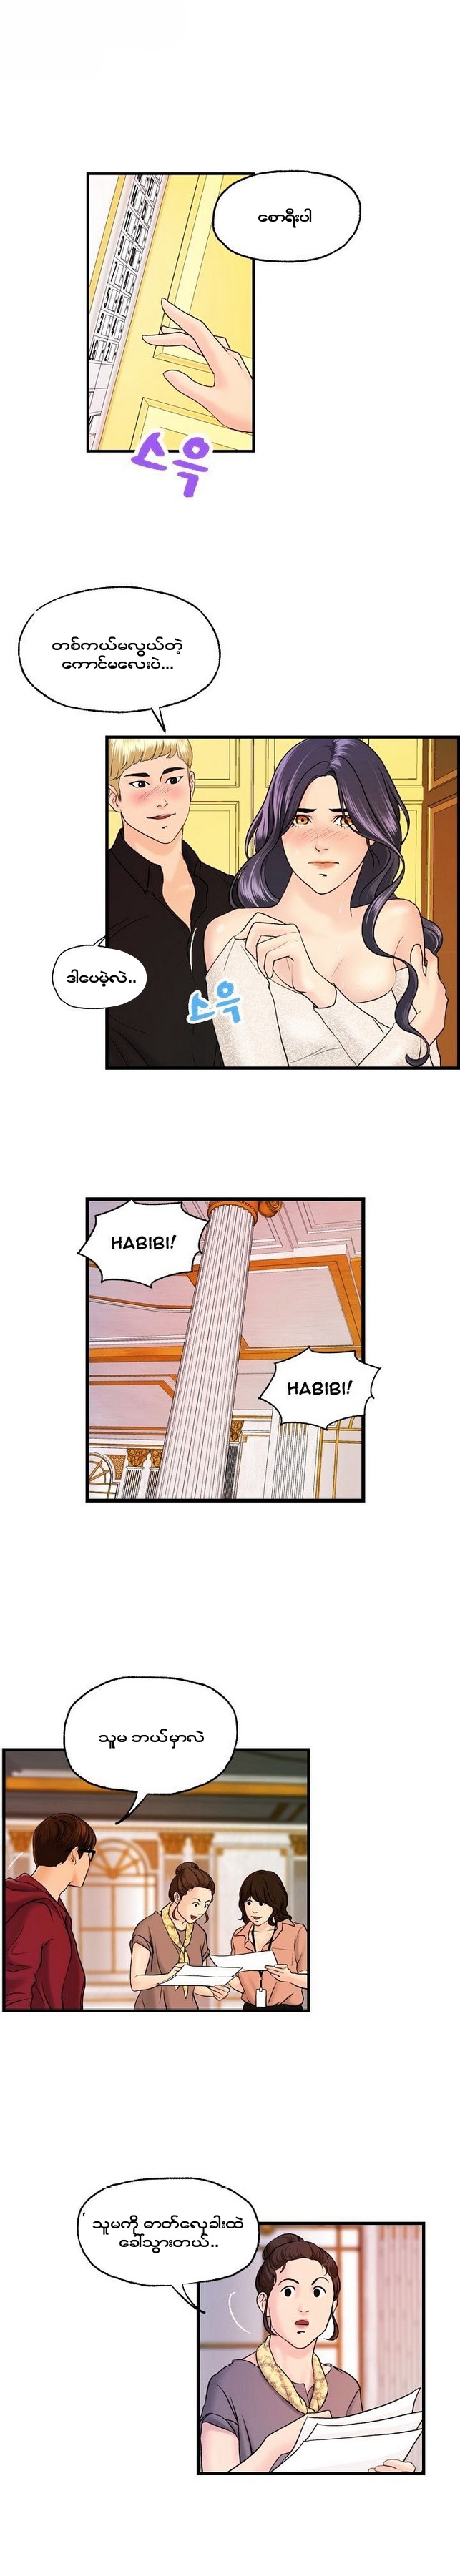 စောရီးပါ
스윽
တစ်ကယ်မလွယ်တဲ့
ကောင်မလေးပဲ...
ဒါပေမဲ့လဲ..
스윽
HABIBI!
HABIBI!
သူမ ဘယ်မှာလဲ
သူမကို ဓာတ်လှေခါးထဲ
ခေါ်သွားတယ်..